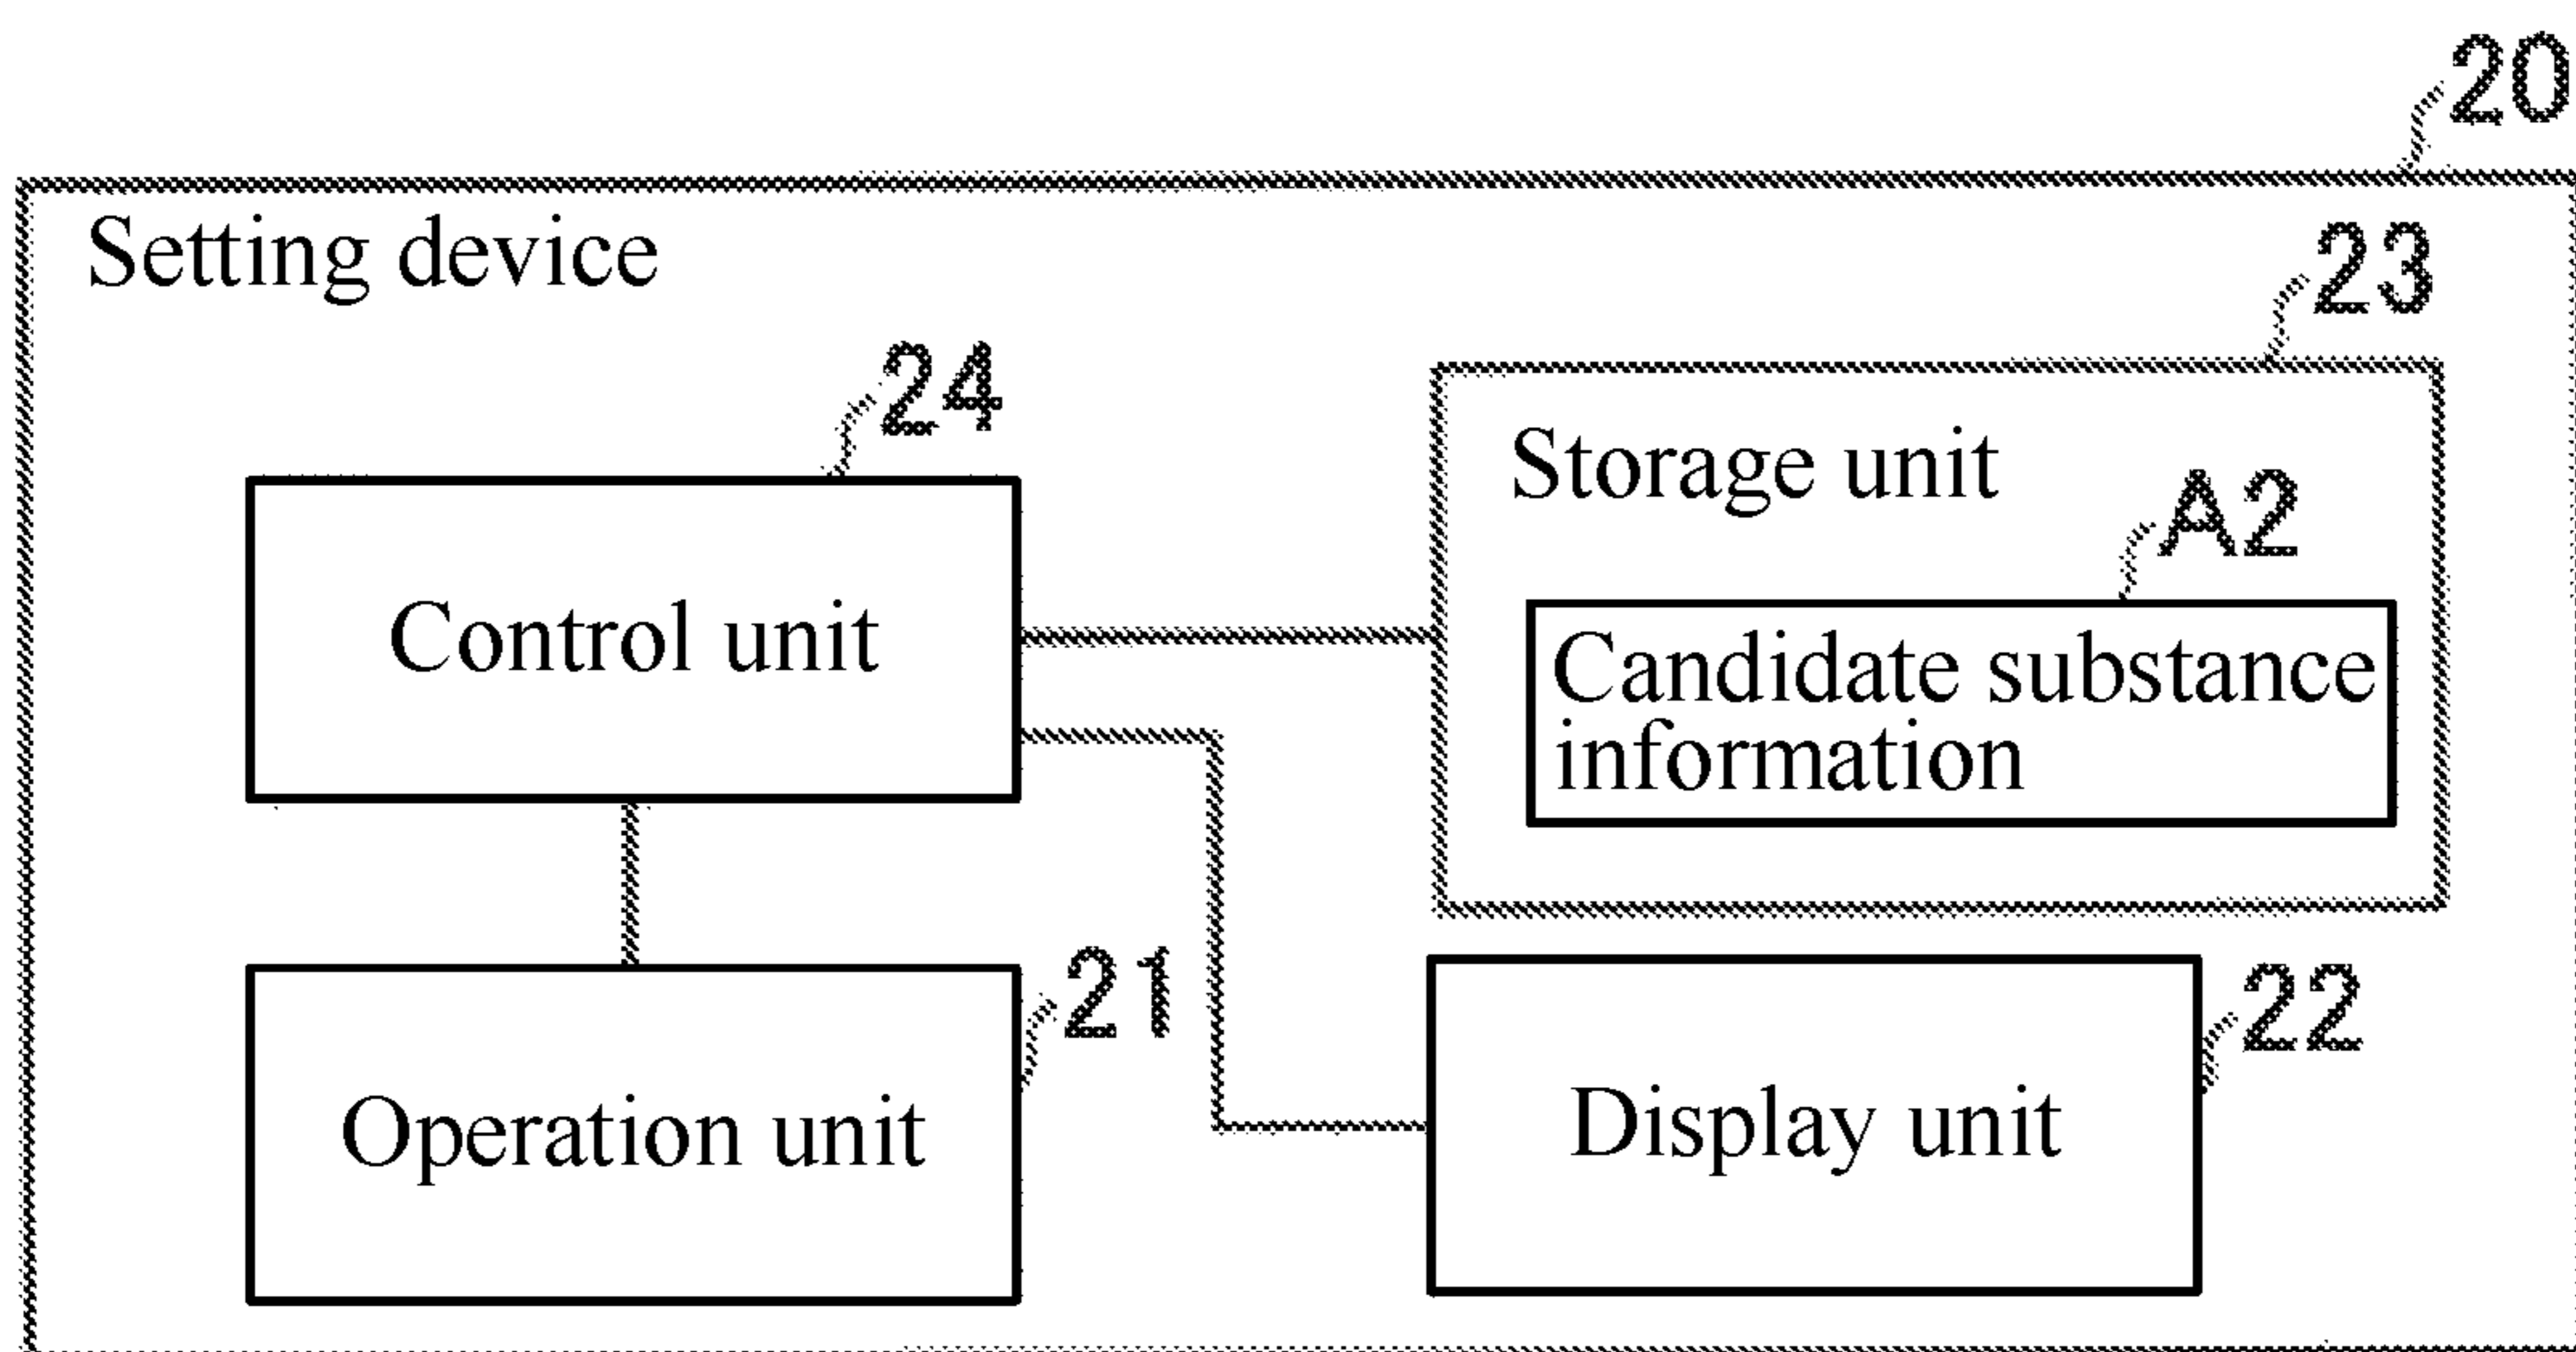 20
Setting device
23
24
Storage unit
A2
Control unit
Candidate substance
information
21
22
Operation unit
Display unit